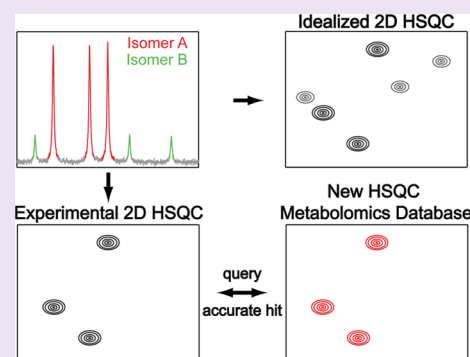 Idealized 2D HSQC
Isomer A
Isomer B
Experimental 2D HSQC
New HSQC
Metabolomics Database
query
accurate hit